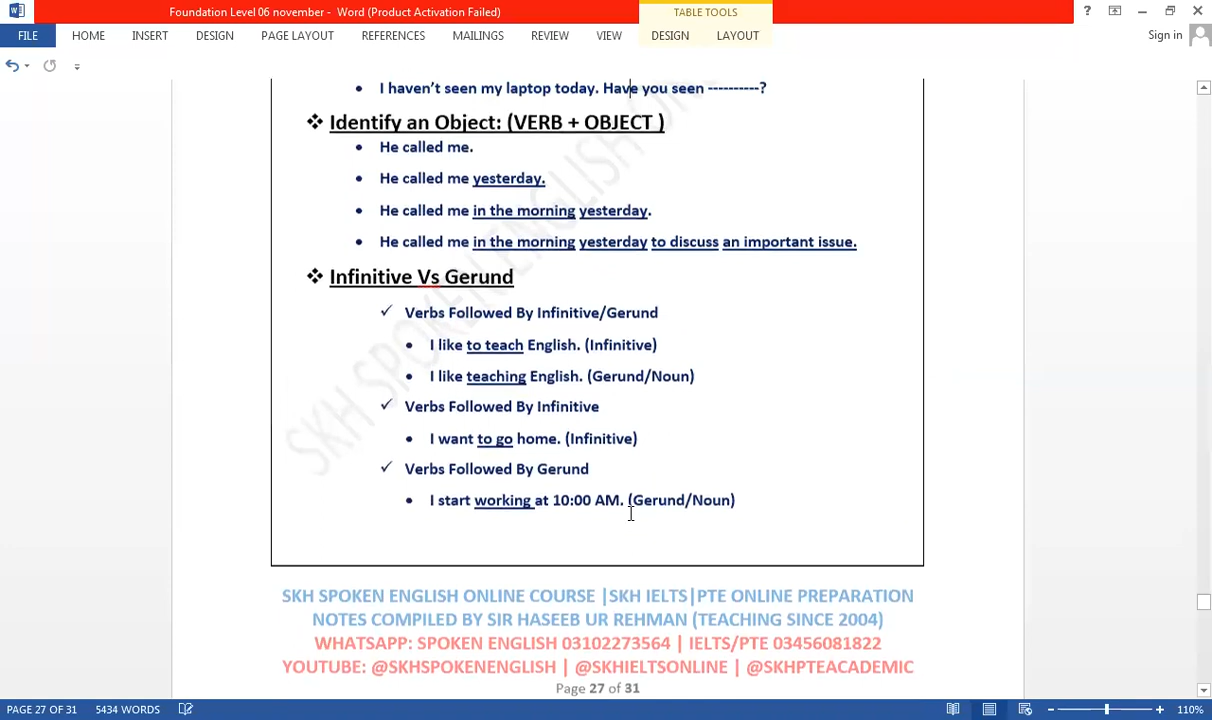 Foundation Level 06 november - Word (Product Activation Failed)
TABLE TOOLS
FILE HOME INSERT DESIGN PAGE LAYOUT REFERENCES MAILINGS REVIEW VIEW DESIGN LAYOUT Sign in
• I haven't seen my laptop today. Have you seen ----------?
❖ Identify an Object: (VERB + OBJECT )
• He called me.
• He called me yesterday.
• He called me in the morning yesterday.
• He called me in the morning yesterday to discuss an important issue.
❖ Infinitive Vs Gerund
✓ Verbs Followed By Infinitive/Gerund
• I like to teach English. (Infinitive)
• I like teaching English. (Gerund/Noun)
✓ Verbs Followed By Infinitive
• I want to go home. (Infinitive)
✓ Verbs Followed By Gerund
• I start working at 10:00 AM. (Gerund/Noun)
SKH SPOKEN ENGLISH ONLINE COURSE |SKH IELTS|PTE ONLINE PREPARATION
NOTES COMPILED BY SIR HASEEB UR REHMAN (TEACHING SINCE 2004)
WHATSAPP: SPOKEN ENGLISH 03102273564 | IELTS/PTE 03456081822
YOUTUBE: @SKHSPOKENENGLISH | @SKHIELTSONLINE | @SKHPTEACADEMIC
Page 27 of 31
PAGE 27 OF 31 5434 WORDS 110%
SKH SPOKEN ENGLISH